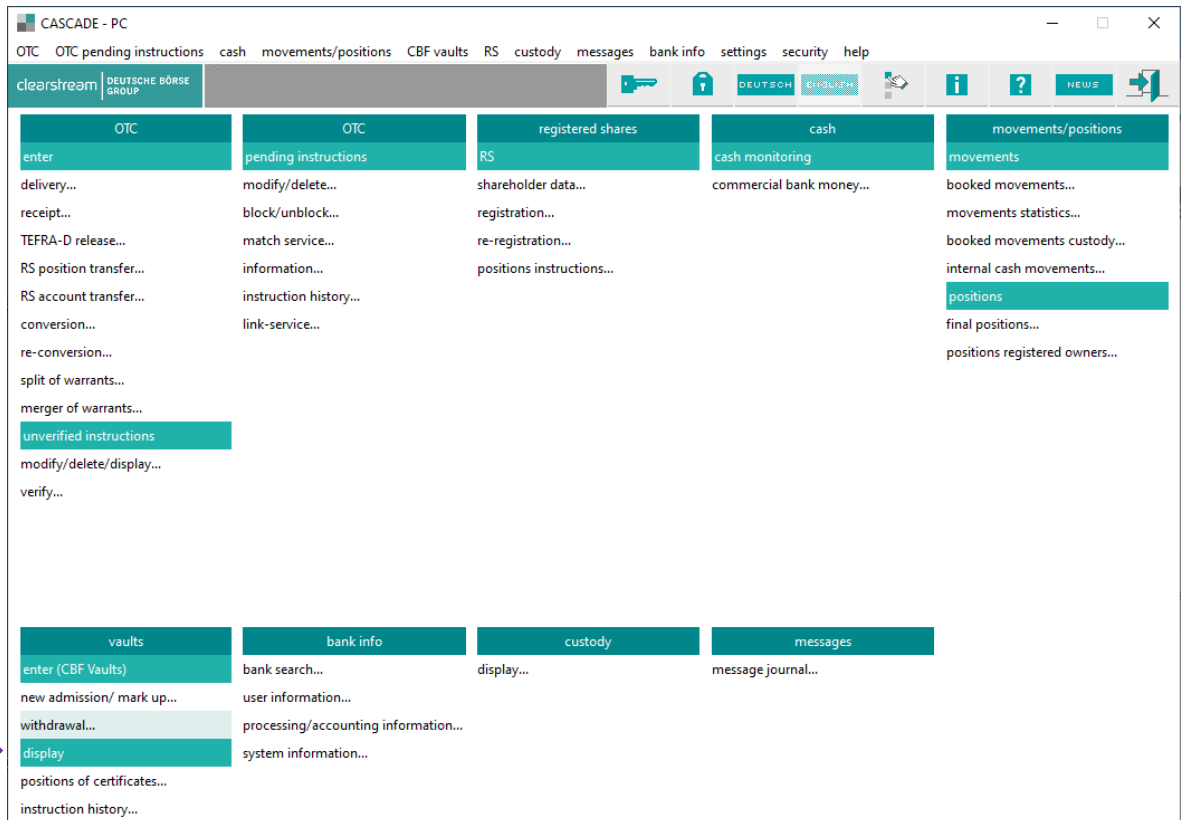 CASCADE - PC
OTC OTC pending instructions cash movements/positions CBF vaults RS custody messages bank info settings security help
clearstream DEUTSCHE BÖRSE GROUP DEUTSCH ENGLISH i ? NEWS
OTC
enter
delivery...
receipt...
TEFRA-D release...
RS position transfer...
RS account transfer...
conversion...
re-conversion...
split of warrants...
merger of warrants...
unverified instructions
modify/delete/display...
verify...
OTC
pending instructions
modify/delete...
block/unblock...
match service...
information...
instruction history...
link-service...
registered shares
RS
shareholder data...
registration...
re-registration...
positions instructions...
cash
cash monitoring
commercial bank money...
movements/positions
movements
booked movements...
movements statistics...
booked movements custody...
internal cash movements...
positions
final positions...
positions registered owners...
vaults
enter (CBF Vaults)
new admission/ mark up...
withdrawal...
display
positions of certificates...
instruction history...
bank info
bank search...
user information...
processing/accounting information...
system information...
custody
display...
messages
message journal...